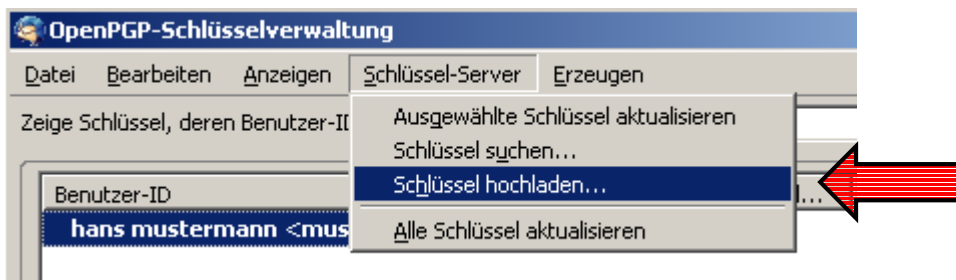 OpenPGP-Schlüsselverwaltung
Datei Bearbeiten Anzeigen Schlüssel-Server Erzeugen
Zeige Schlüssel, deren Benutzer-I
Ausgewählte Schlüssel aktualisieren
Schlüssel suchen...
Schlüssel hochladen...
Alle Schlüssel aktualisieren
Benutzer-ID
hans mustermann <mus